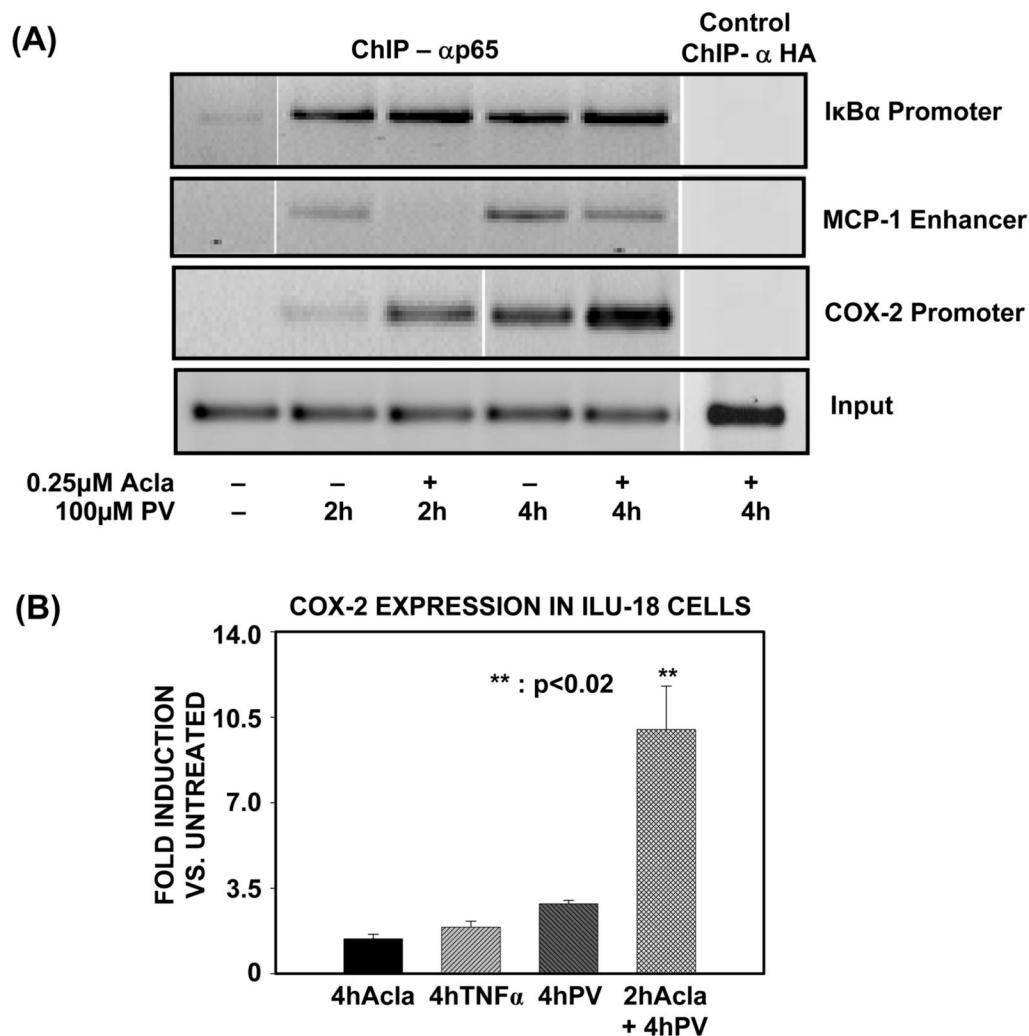 (A)
ChIP – αp65
Control
ChIP- α HA
IκBα Promoter
MCP-1 Enhancer
COX-2 Promoter
Input
0.25µM Acla – – + – + +
100µM PV – 2h 2h 4h 4h 4h
(B)
COX-2 EXPRESSION IN ILU-18 CELLS
FOLD INDUCTION
VS. UNTREATED
14.0
10.5
7.0
3.5
0
** : p<0.02
**
4hAcla 4hTNFα 4hPV 2hAcla
+ 4hPV